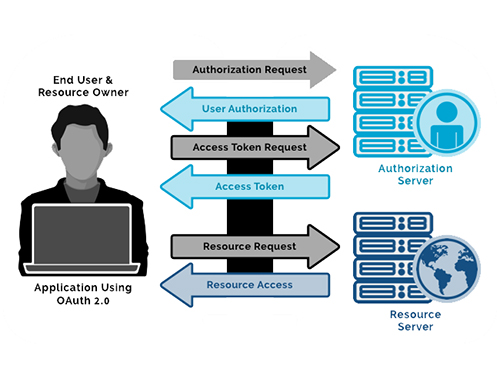 End User &
Resource Owner
Authorization Request
User Authorization
Access Token Request
Access Token
Authorization
Server
Resource Request
Resource Access
Application Using
OAuth 2.0
Resource
Server